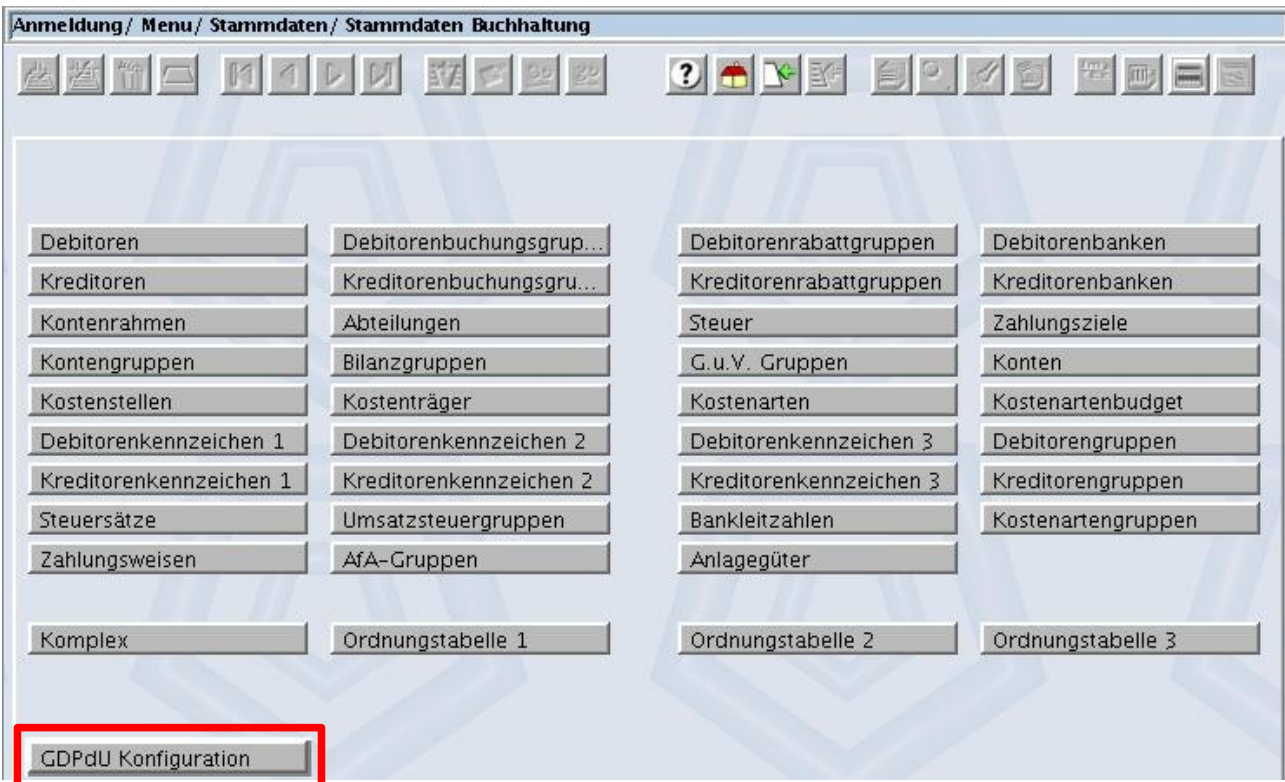 Anmeldung/ Menu/ Stammdaten/ Stammdaten Buchhaltung
?
Debitoren Debitorenbuchungsgrup... Debitorenrabattgruppen Debitorenbanken
Kreditoren Kreditorenbuchungsgru... Kreditorenrabattgruppen Kreditorenbanken
Kontenrahmen Abteilungen Steuer Zahlungsziele
Kontengruppen Bilanzgruppen G.u.V. Gruppen Konten
Kostenstellen Kostenträger Kostenarten Kostenartenbudget
Debitorenkennzeichen 1 Debitorenkennzeichen 2 Debitorenkennzeichen 3 Debitorengruppen
Kreditorenkennzeichen 1 Kreditorenkennzeichen 2 Kreditorenkennzeichen 3 Kreditorengruppen
Steuersätze Umsatzsteuergruppen Bankleitzahlen Kostenartengruppen
Zahlungsweisen AfA-Gruppen Anlagegüter
Komplex Ordnungstabelle 1 Ordnungstabelle 2 Ordnungstabelle 3
GDPdU Konfiguration